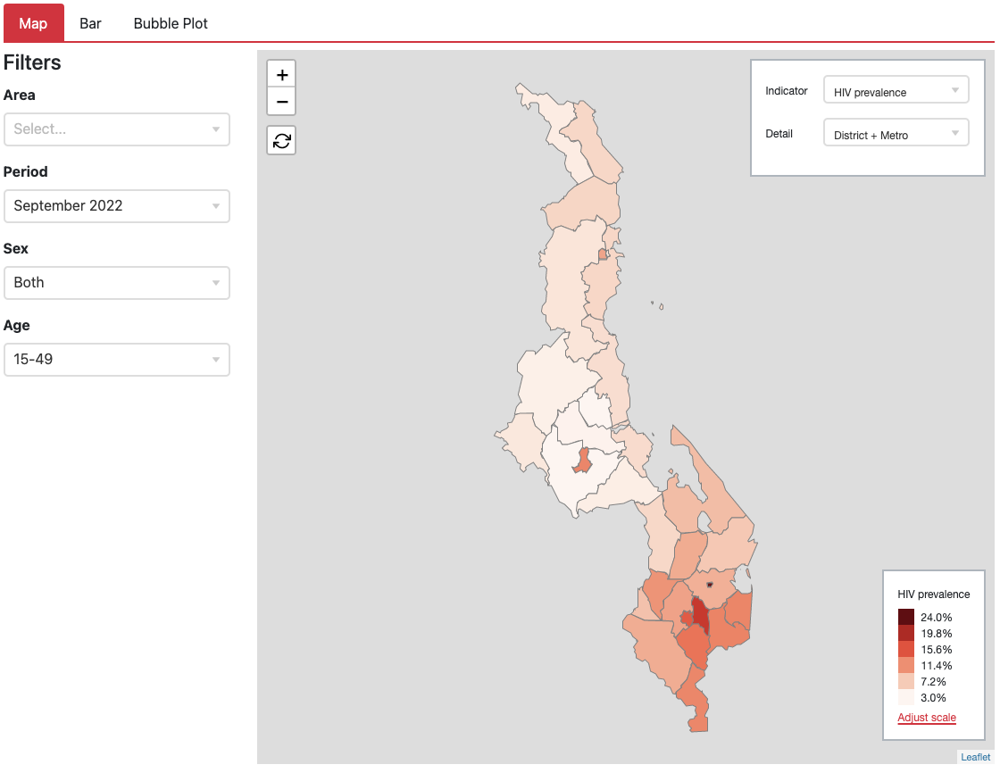 Map
Bar
Bubble Plot
Filters
Area
Select...
Period
September 2022
Sex
Both
Age
15-49
+
−
Indicator
HIV prevalence
Detail
District + Metro
HIV prevalence
24.0%
19.8%
15.6%
11.4%
7.2%
3.0%
Adjust scale
Leaflet